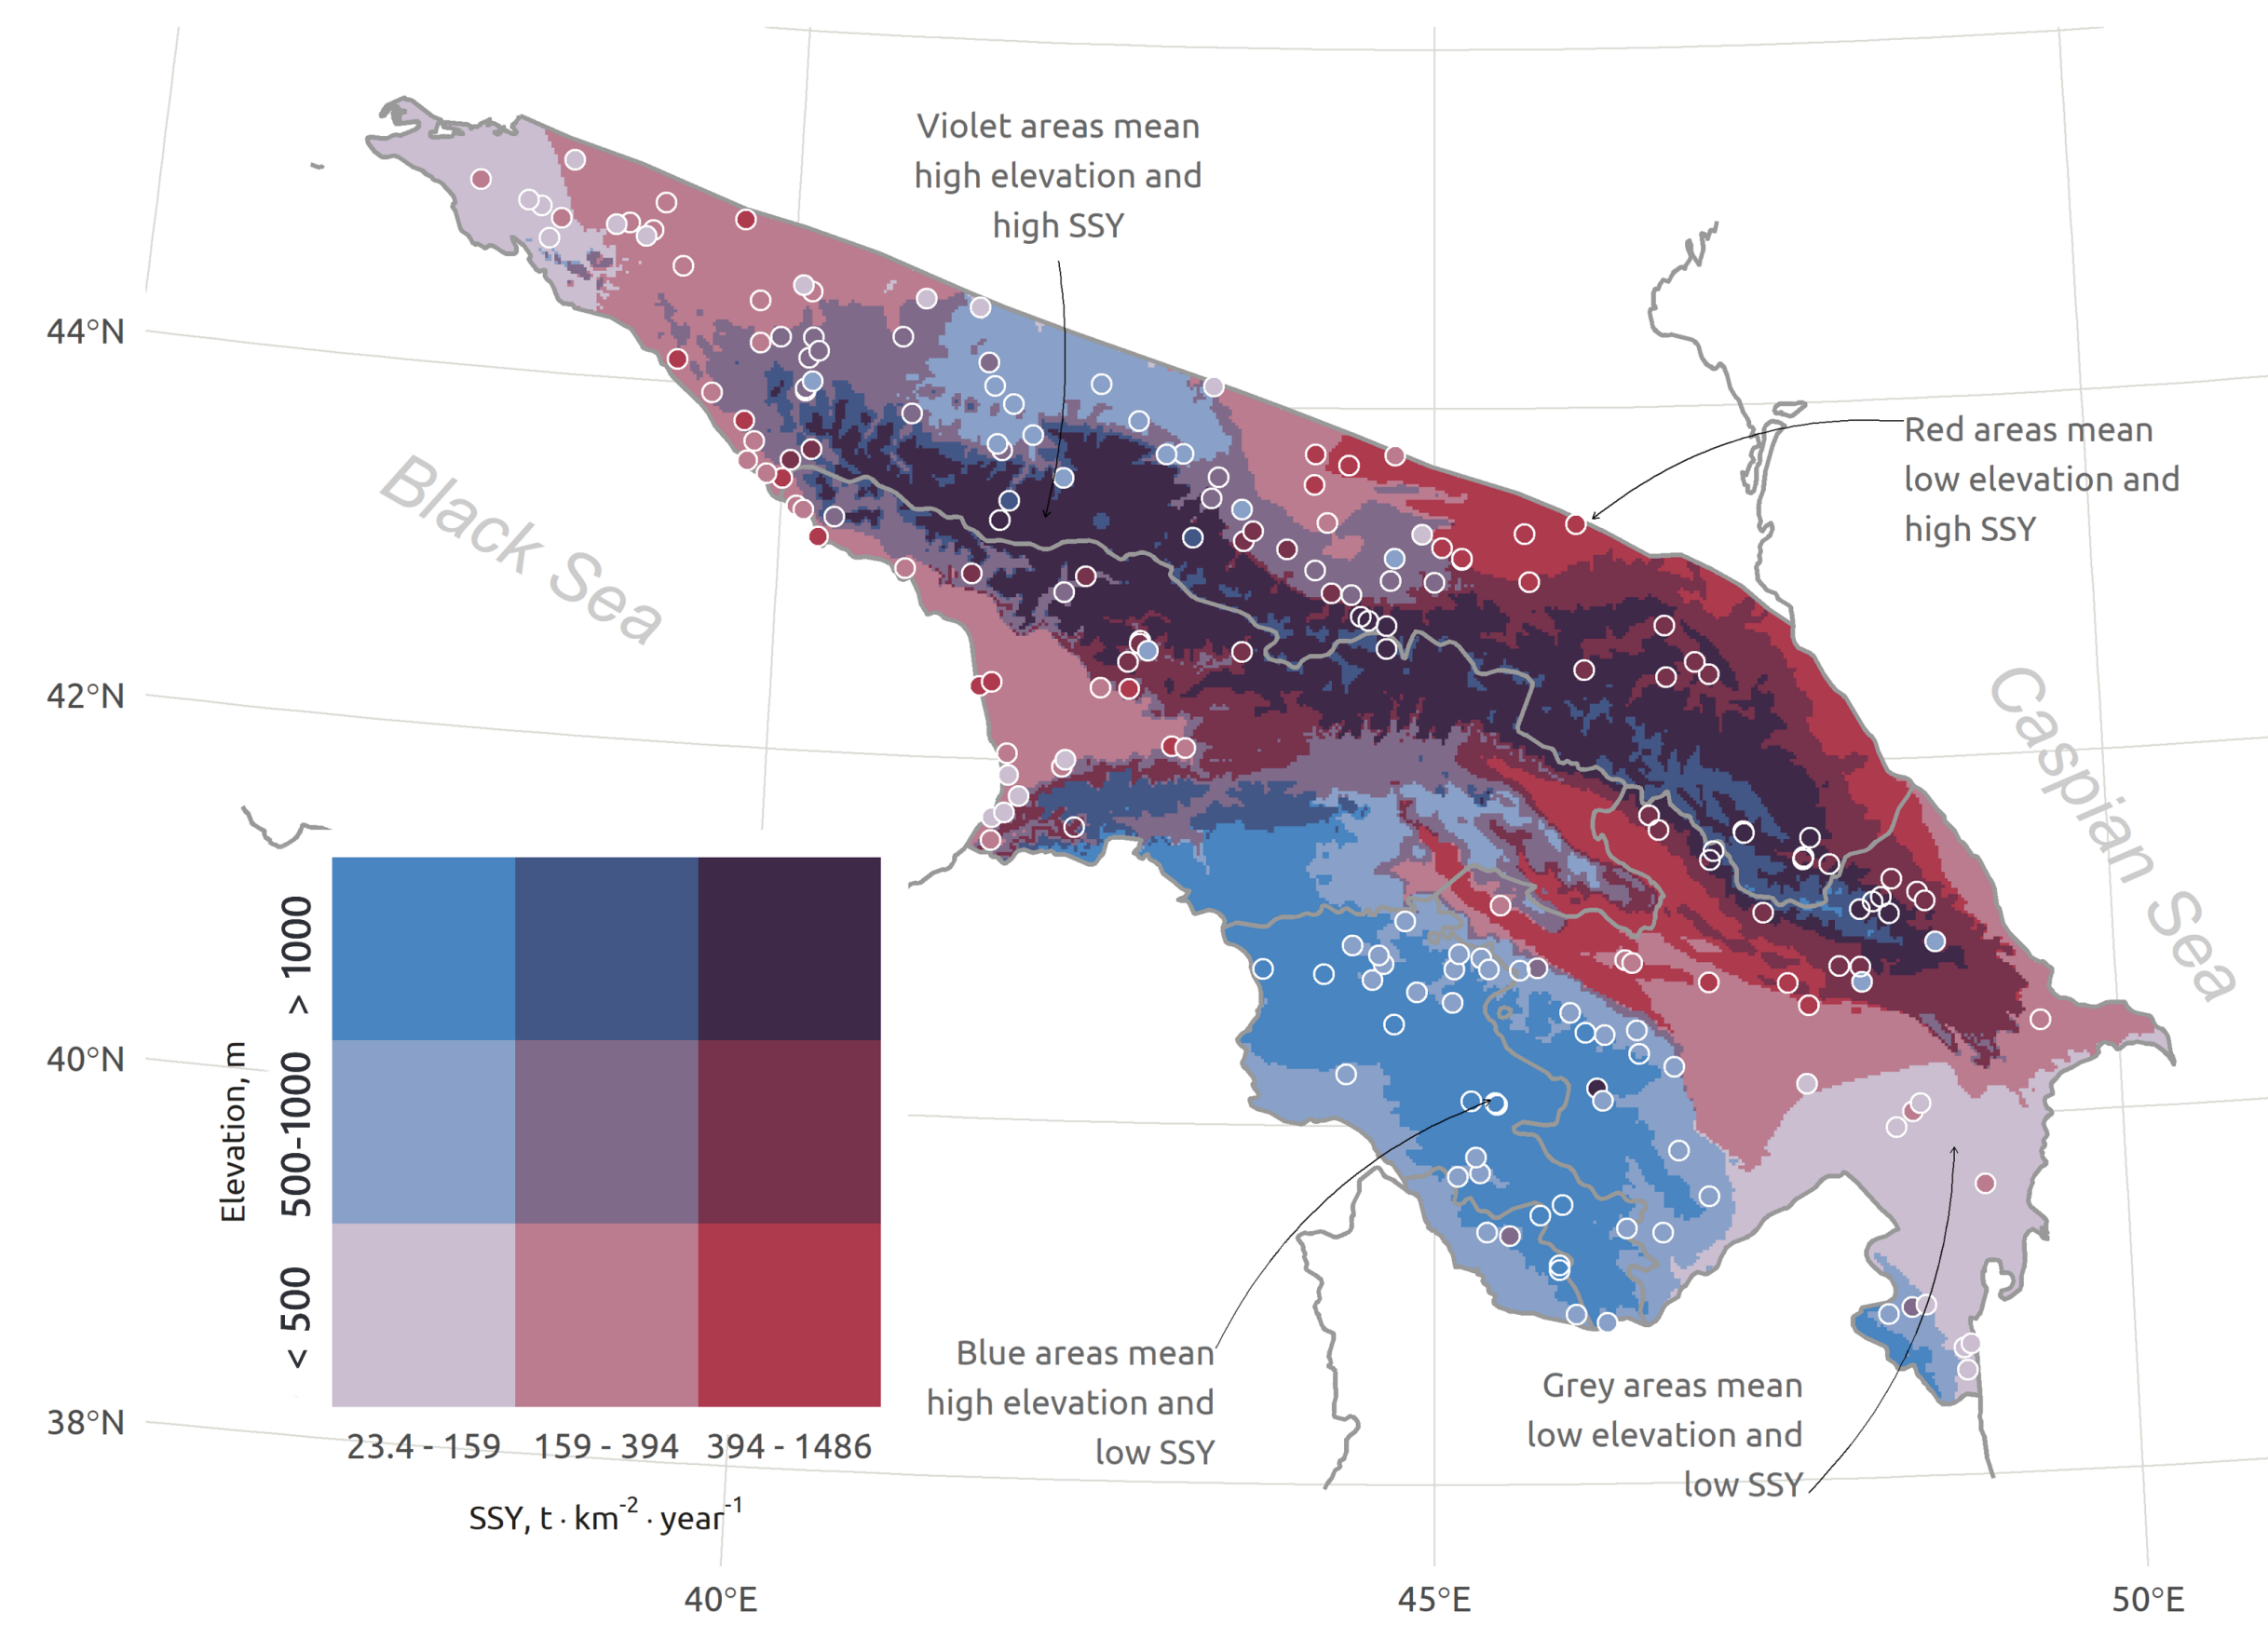 Violet areas mean
high elevation and
high SSY
44°N
Red areas mean
low elevation and
high SSY
Black Sea
42°N
Caspian Sea
40°N
Elevation, m
> 1000
500-1000
< 500
38°N
23.4 - 159
159 - 394
394 - 1486
SSY, t · km⁻² · year⁻¹
Blue areas mean
high elevation and
low SSY
Grey areas mean
low elevation and
low SSY
40°E
45°E
50°E